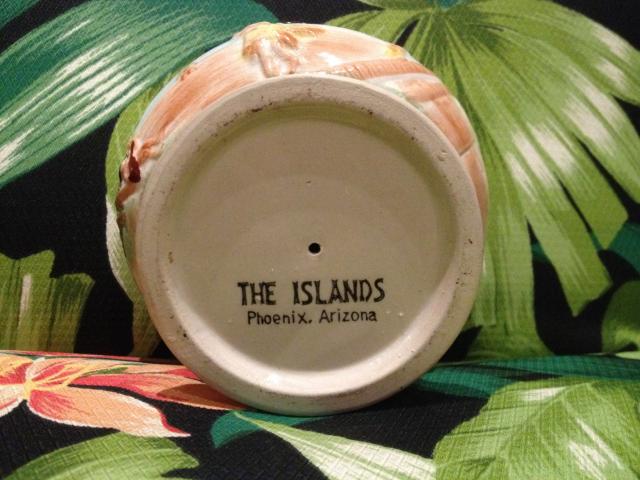 THE ISLANDS
Phoenix, Arizona